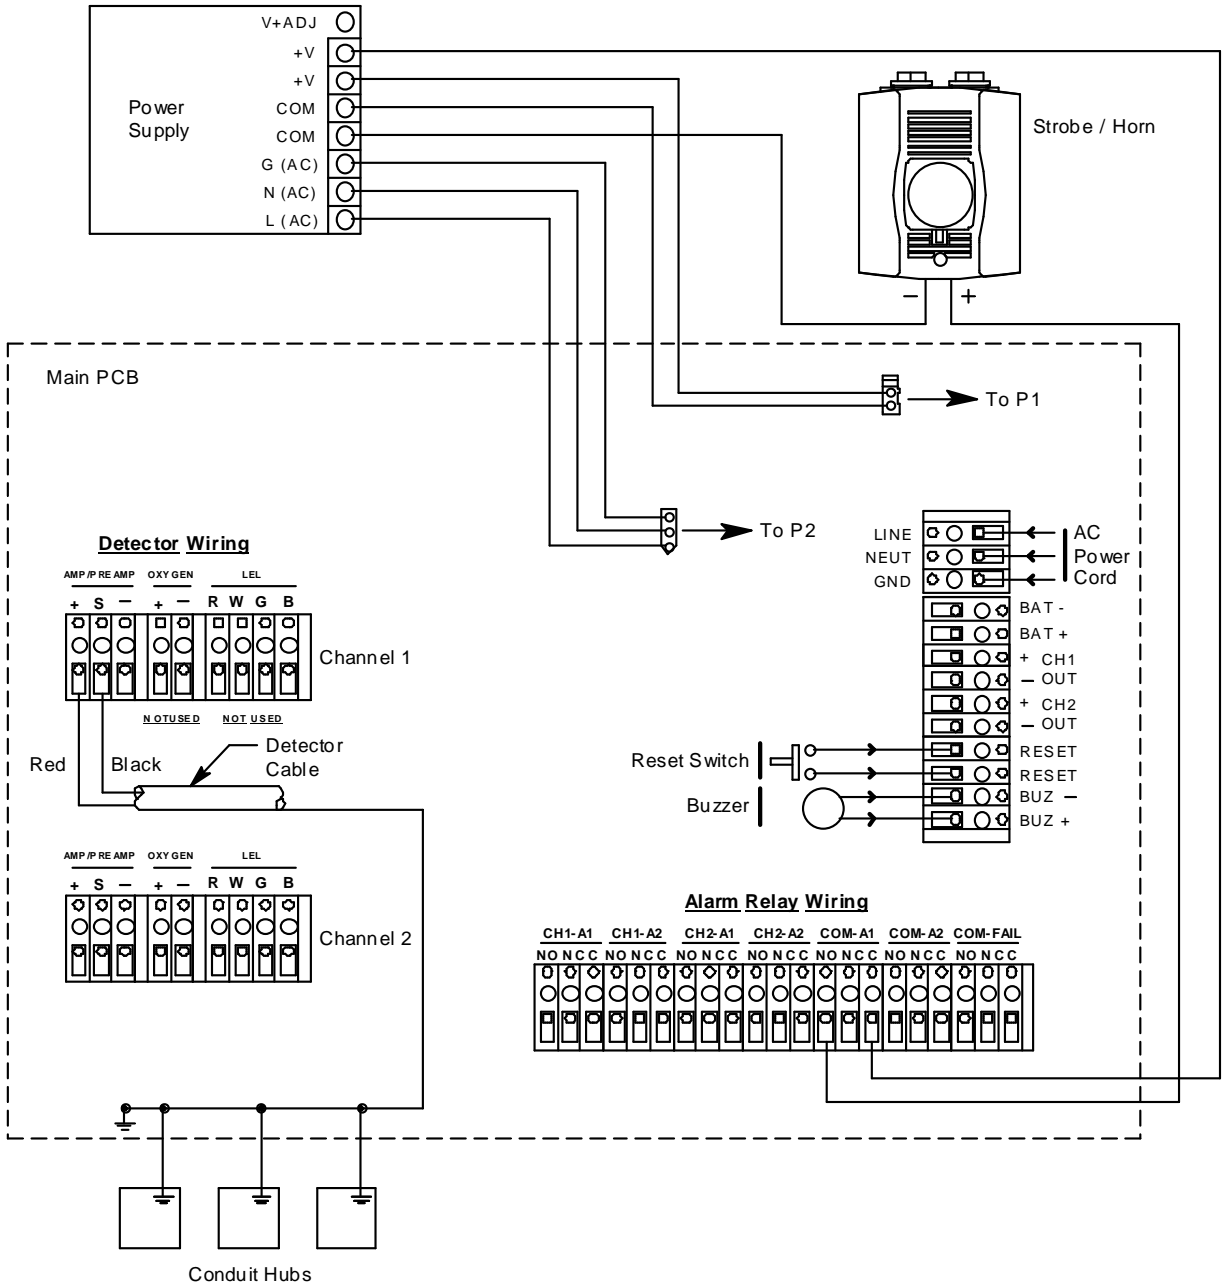 V+ADJ
+V
+V
Power
Supply
COM
COM
G (AC)
N (AC)
L (AC)
Strobe / Horn
– +
Main PCB
To P1
To P2
Detector Wiring
AMP/PREAMP OXYGEN LEL
+ S – + – R W G B
Channel 1
NOT USED NOT USED
Red
Black
Detector
Cable
AMP/PREAMP OXYGEN LEL
+ S – + – R W G B
Channel 2
LINE
NEUT
GND
AC
Power
Cord
BAT -
BAT +
+ CH1
– OUT
+ CH2
– OUT
RESET
RESET
BUZ –
BUZ +
Reset Switch
Buzzer
Alarm Relay Wiring
CH1-A1 CH1-A2 CH2-A1 CH2-A2 COM-A1 COM-A2 COM-FAIL
NO NC C NO NC C NO NC C NO NC C NO NC C NO NC C NO NC C
Conduit Hubs